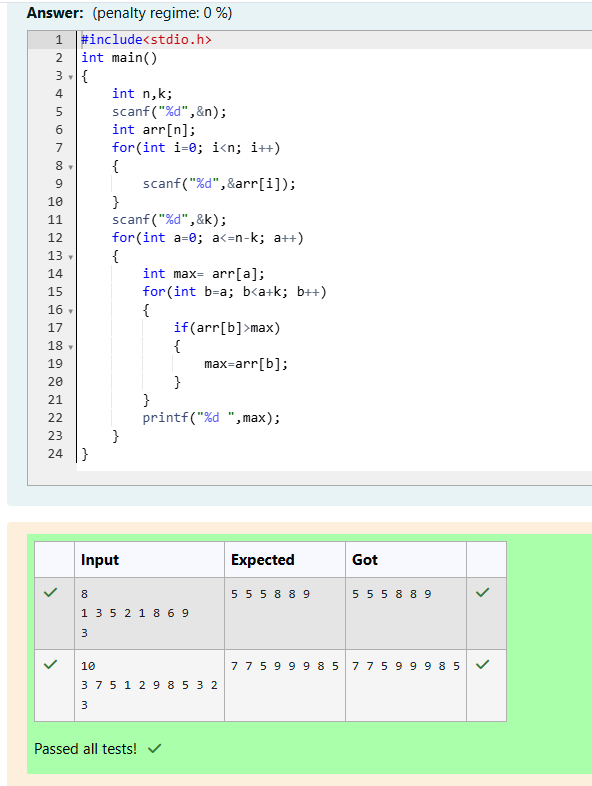 Answer: (penalty regime: 0 %)
1 #include<stdio.h>
2 int main()
3 {
4 int n,k;
5 scanf("%d",&n);
6 int arr[n];
7 for(int i=0; i<n; i++)
8 {
9 scanf("%d",&arr[i]);
10 }
11 scanf("%d",&k);
12 for(int a=0; a<=n-k; a++)
13 {
14 int max= arr[a];
15 for(int b=a; b<a+k; b++)
16 {
17 if(arr[b]>max)
18 {
19 max=arr[b];
20 }
21 }
22 printf("%d ",max);
23 }
24 }
Input Expected Got
8 5 5 5 8 8 9 5 5 5 8 8 9
1 3 5 2 1 8 6 9
3
10 7 7 5 9 9 9 8 5 7 7 5 9 9 9 8 5
3 7 5 1 2 9 8 5 3 2
3
Passed all tests!